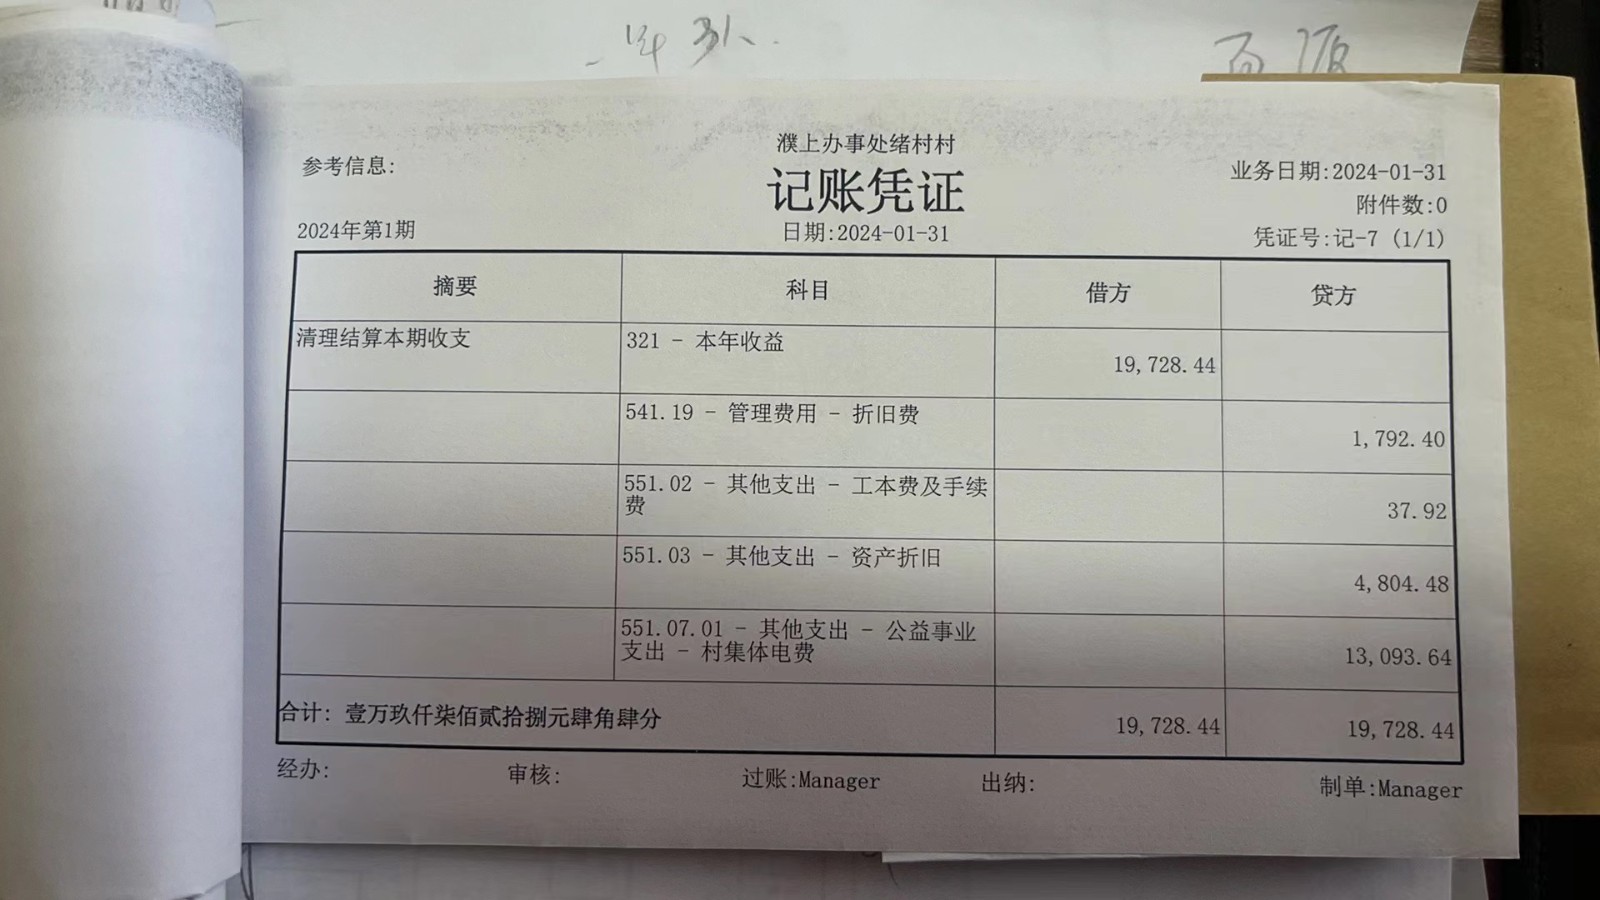 濮上办事处绪村村
参考信息:
记账凭证
业务日期:2024-01-31
附件数:0
2024年第1期
日期:2024-01-31
凭证号:记-7 (1/1)
摘要 科目 借方 贷方
清理结算本期收支 321 - 本年收益 19,728.44
541.19 - 管理费用 - 折旧费 1,792.40
551.02 - 其他支出 - 工本费及手续
费 37.92
551.03 - 其他支出 - 资产折旧 4,804.48
551.07.01 - 其他支出 - 公益事业
支出 - 村集体电费 13,093.64
合计: 壹万玖仟柒佰贰拾捌元肆角肆分 19,728.44 19,728.44
经办: 审核: 过账:Manager 出纳: 制单:Manager